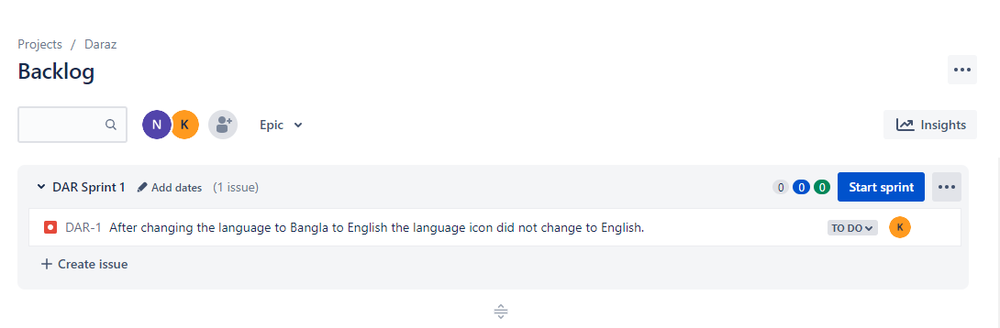 Projects / Daraz
Backlog
N K Epic Insights
DAR Sprint 1 Add dates (1 issue) 0 0 0 Start sprint
DAR-1 After changing the language to Bangla to English the language icon did not change to English. TO DO K
+ Create issue